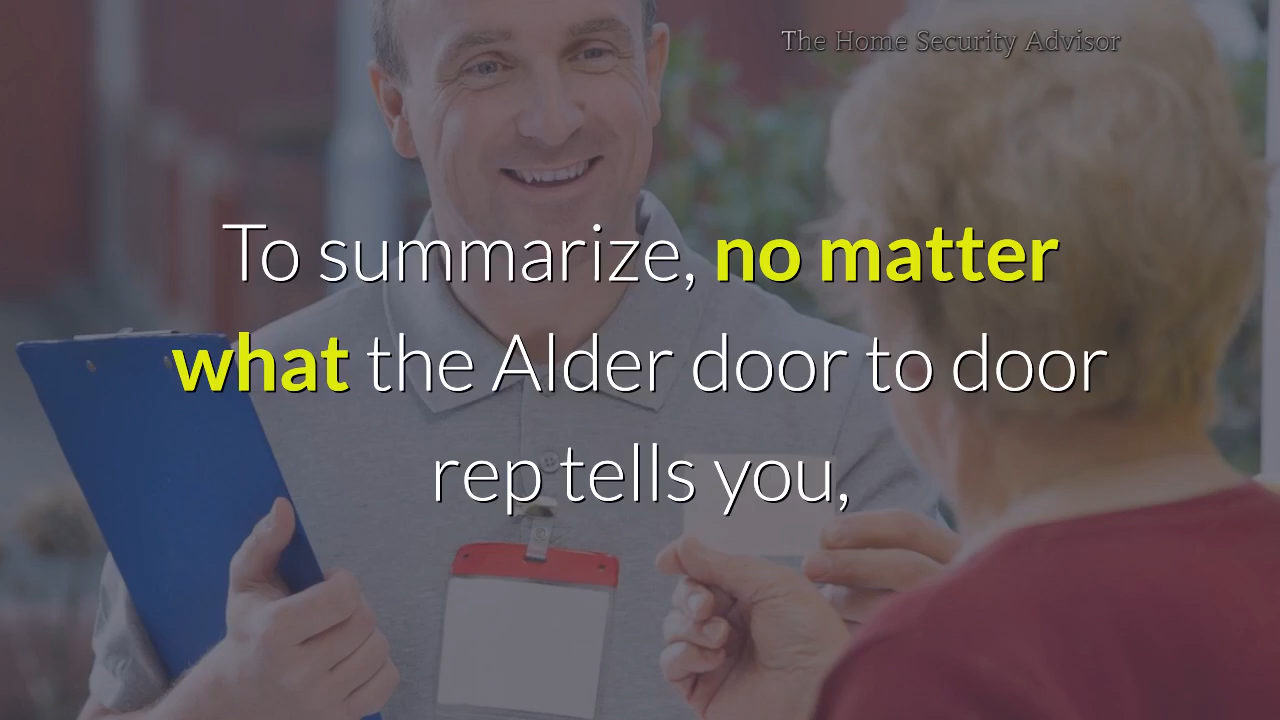 The Home Security Advisor
To summarize, no matter
what the Alder door to door
rep tells you,